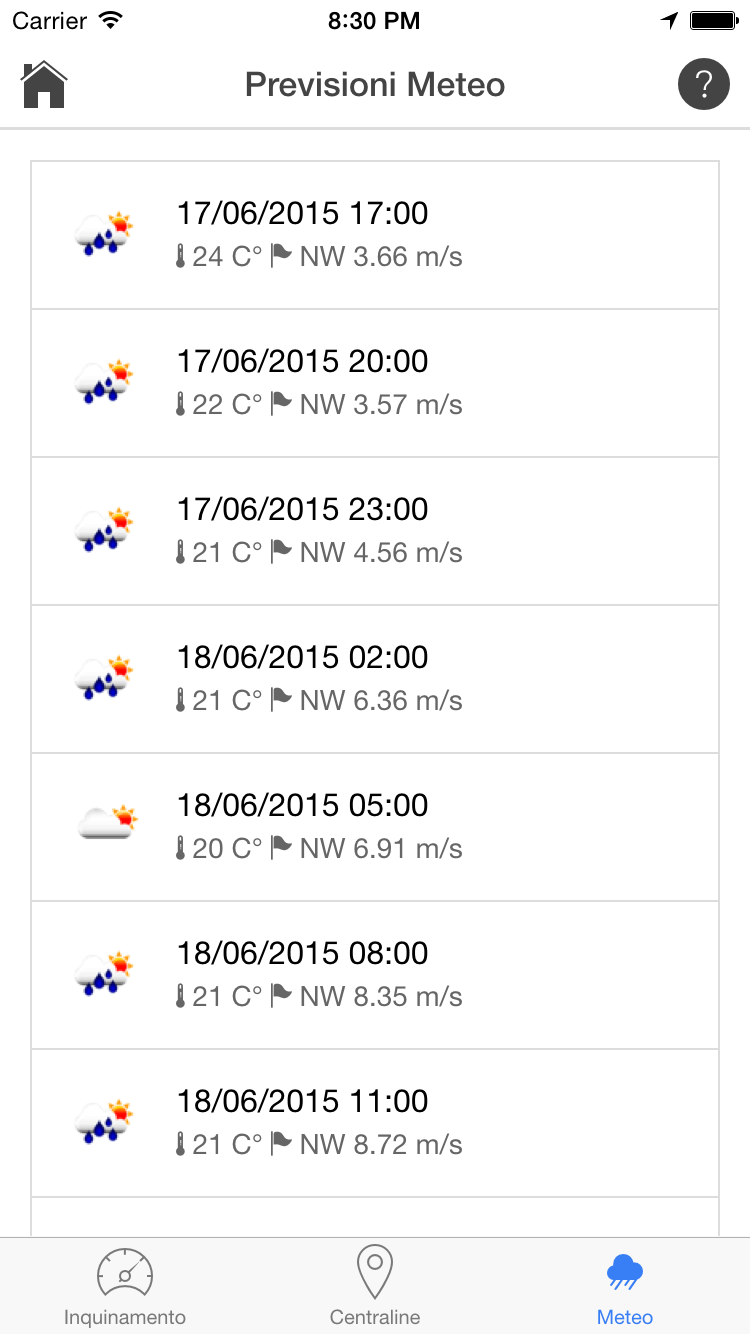 Carrier 8:30 PM
Previsioni Meteo ?
17/06/2015 17:00
24 C° NW 3.66 m/s
17/06/2015 20:00
22 C° NW 3.57 m/s
17/06/2015 23:00
21 C° NW 4.56 m/s
18/06/2015 02:00
21 C° NW 6.36 m/s
18/06/2015 05:00
20 C° NW 6.91 m/s
18/06/2015 08:00
21 C° NW 8.35 m/s
18/06/2015 11:00
21 C° NW 8.72 m/s
Inquinamento Centraline Meteo